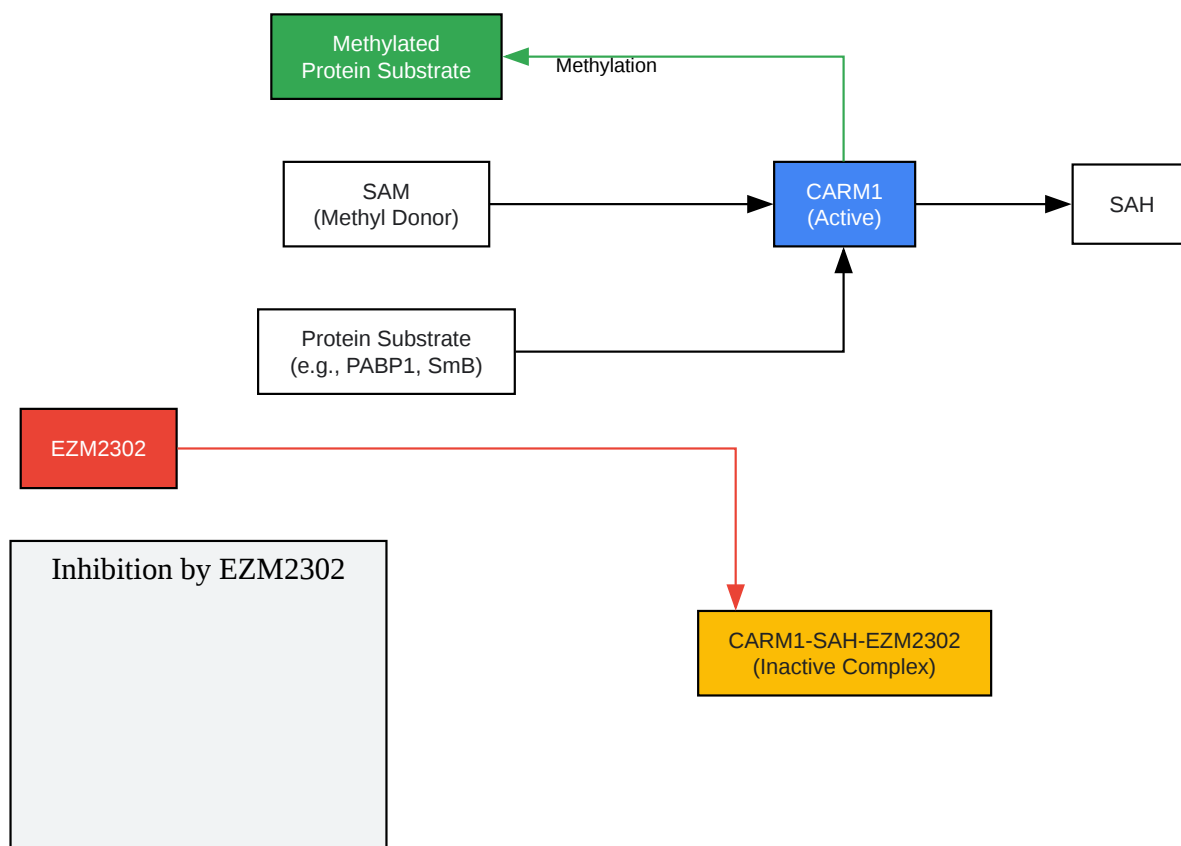 Methylated
Protein Substrate
Methylation
SAM
(Methyl Donor)
CARM1
(Active)
SAH
Protein Substrate
(e.g., PABP1, SmB)
EZM2302
Inhibition by EZM2302
CARM1-SAH-EZM2302
(Inactive Complex)